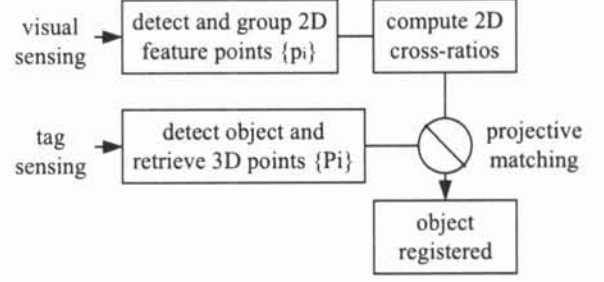 visual
sensing
detect and group 2D
feature points {pi}
compute 2D
cross-ratios
tag
sensing
detect object and
retrieve 3D points {Pi}
projective
matching
object
registered